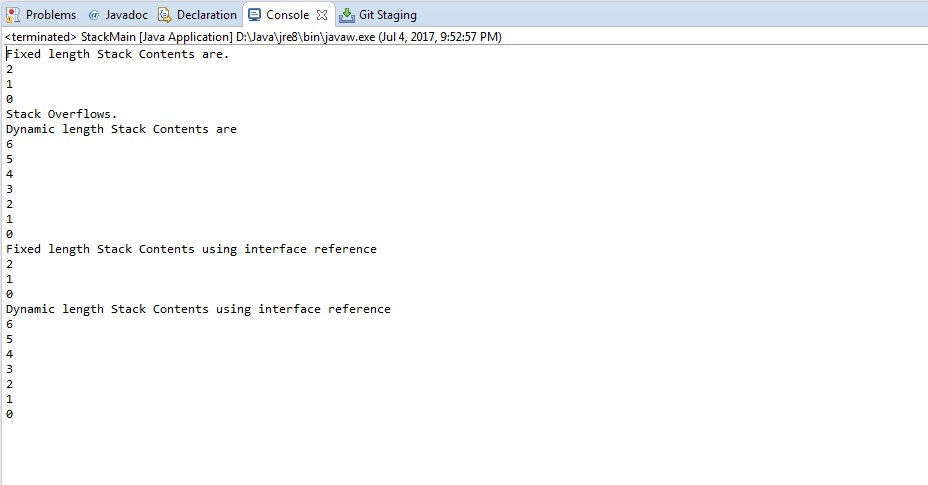 Problems @ Javadoc Declaration Console Git Staging
<terminated> StackMain [Java Application] D:\Java\jre8\bin\javaw.exe (Jul 4, 2017, 9:52:57 PM)
Fixed length Stack Contents are.
2
1
0
Stack Overflows.
Dynamic length Stack Contents are
6
5
4
3
2
1
0
Fixed length Stack Contents using interface reference
2
1
0
Dynamic length Stack Contents using interface reference
6
5
4
3
2
1
0